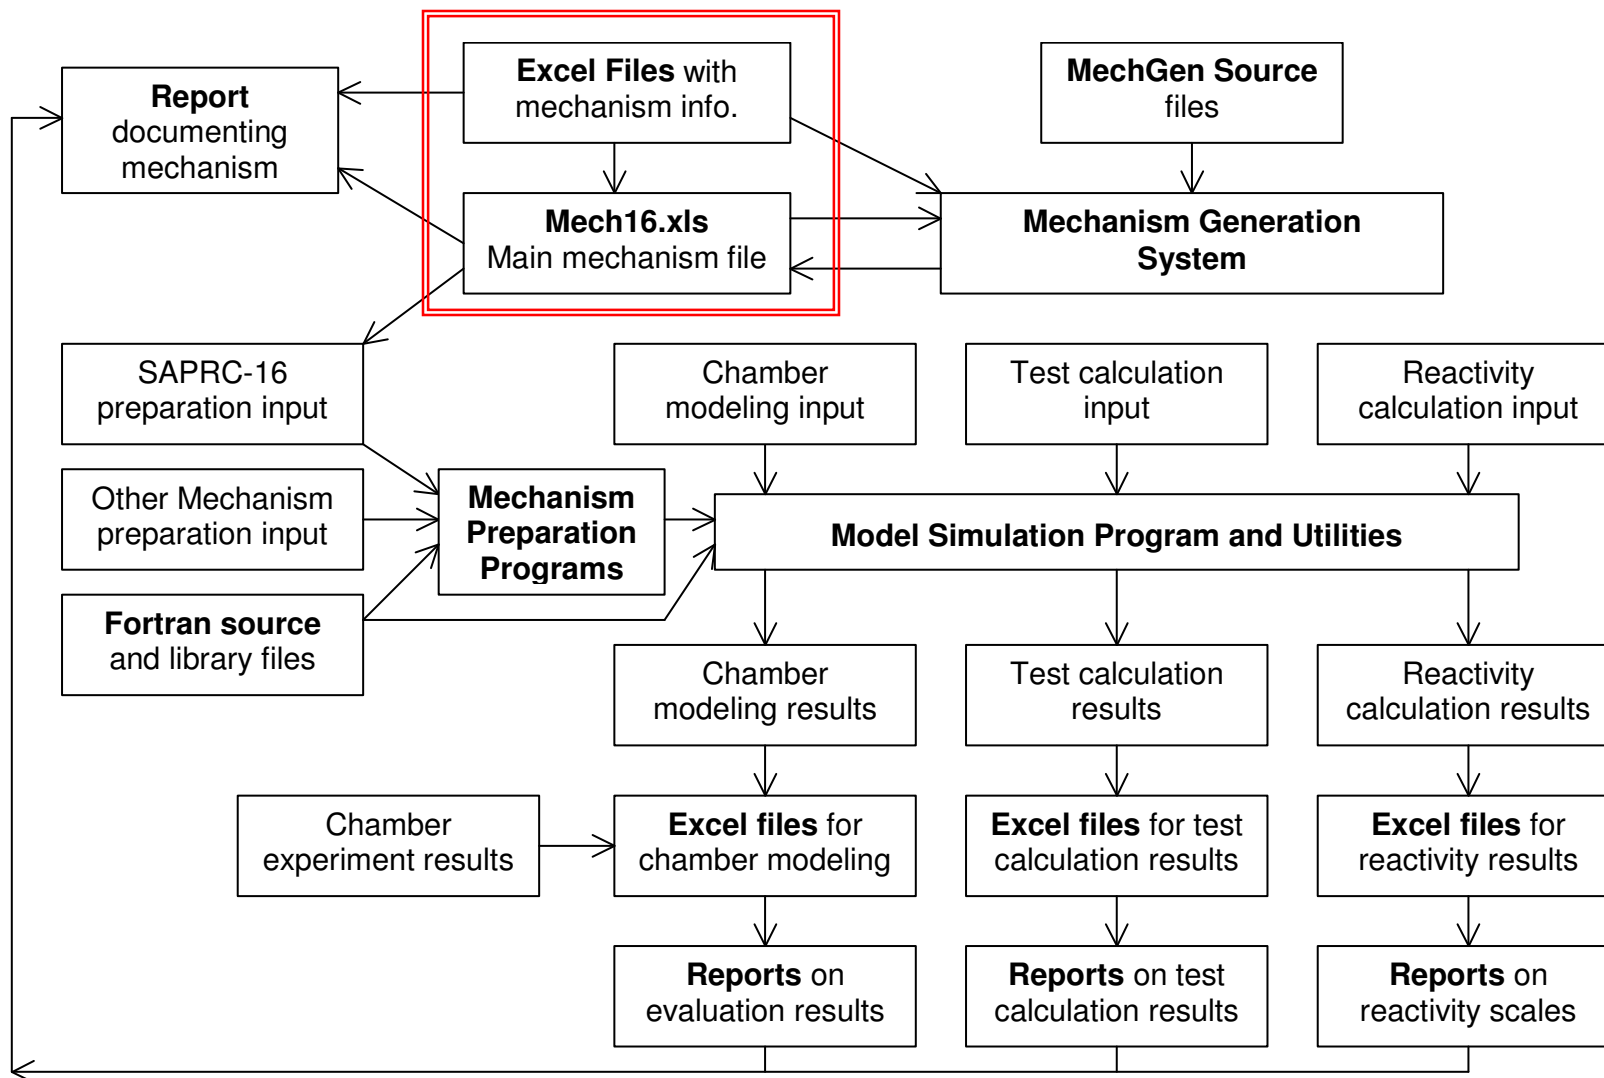 Excel Files with
mechanism info.
MechGen Source
files
Report
documenting
mechanism
Mech16.xls
Main mechanism file
Mechanism Generation
System
SAPRC-16
preparation input
Chamber
modeling input
Test calculation
input
Reactivity
calculation input
Other Mechanism
preparation input
Mechanism
Preparation
Programs
Model Simulation Program and Utilities
Fortran source
and library files
Chamber
modeling results
Test calculation
results
Reactivity
calculation results
Chamber
experiment results
Excel files for
chamber modeling
Excel files for test
calculation results
Excel files for
reactivity results
Reports on
evaluation results
Reports on test
calculation results
Reports on
reactivity scales